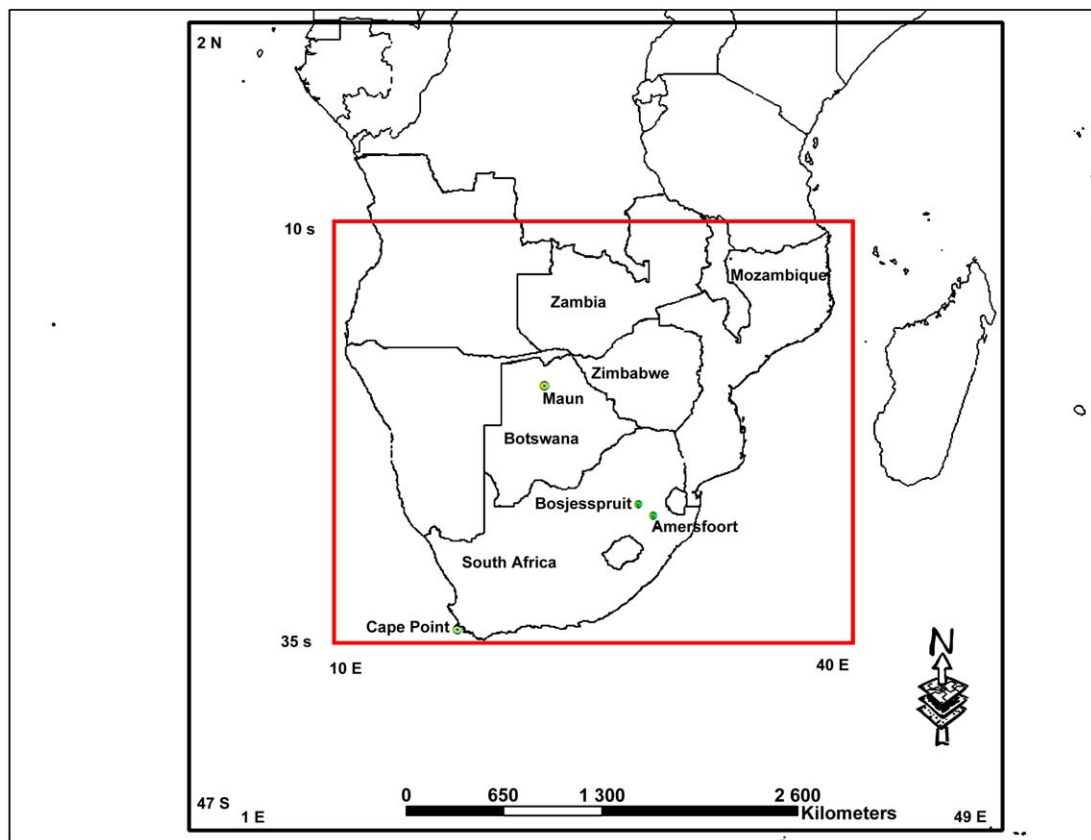 2 N
10 s
Mozambique
Zambia
Zimbabwe
Maun
Botswana
Bosjesspruit
Amersfoort
South Africa
Cape Point
35 s
10 E
40 E
N
47 S
1 E
0 650 1 300 2 600
Kilometers
49 E